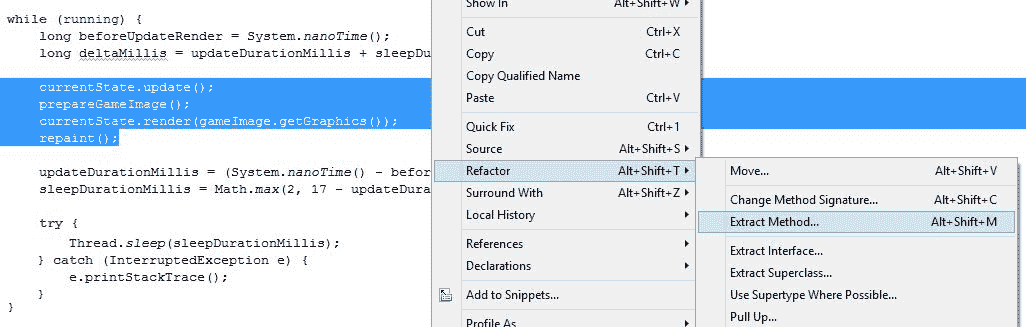 while (running) {
long beforeUpdateRender = System.nanoTime();
long deltaMillis = updateDurationMillis + sleepDu
currentState.update();
prepareGameImage();
currentState.render(gameImage.getGraphics());
repaint();
updateDurationMillis = (System.nanoTime() - befor
sleepDurationMillis = Math.max(2, 17 - updateDura
try {
Thread.sleep(sleepDurationMillis);
} catch (InterruptedException e) {
e.printStackTrace();
}
}
Show In Alt+Shift+W
Cut Ctrl+X
Copy Ctrl+C
Copy Qualified Name
Paste Ctrl+V
Quick Fix Ctrl+1
Source Alt+Shift+S
Refactor Alt+Shift+T
Surround With Alt+Shift+Z
Local History
References
Declarations
Add to Snippets...
Profile As
Move... Alt+Shift+V
Change Method Signature... Alt+Shift+C
Extract Method... Alt+Shift+M
Extract Interface...
Extract Superclass...
Use Supertype Where Possible...
Pull Up...